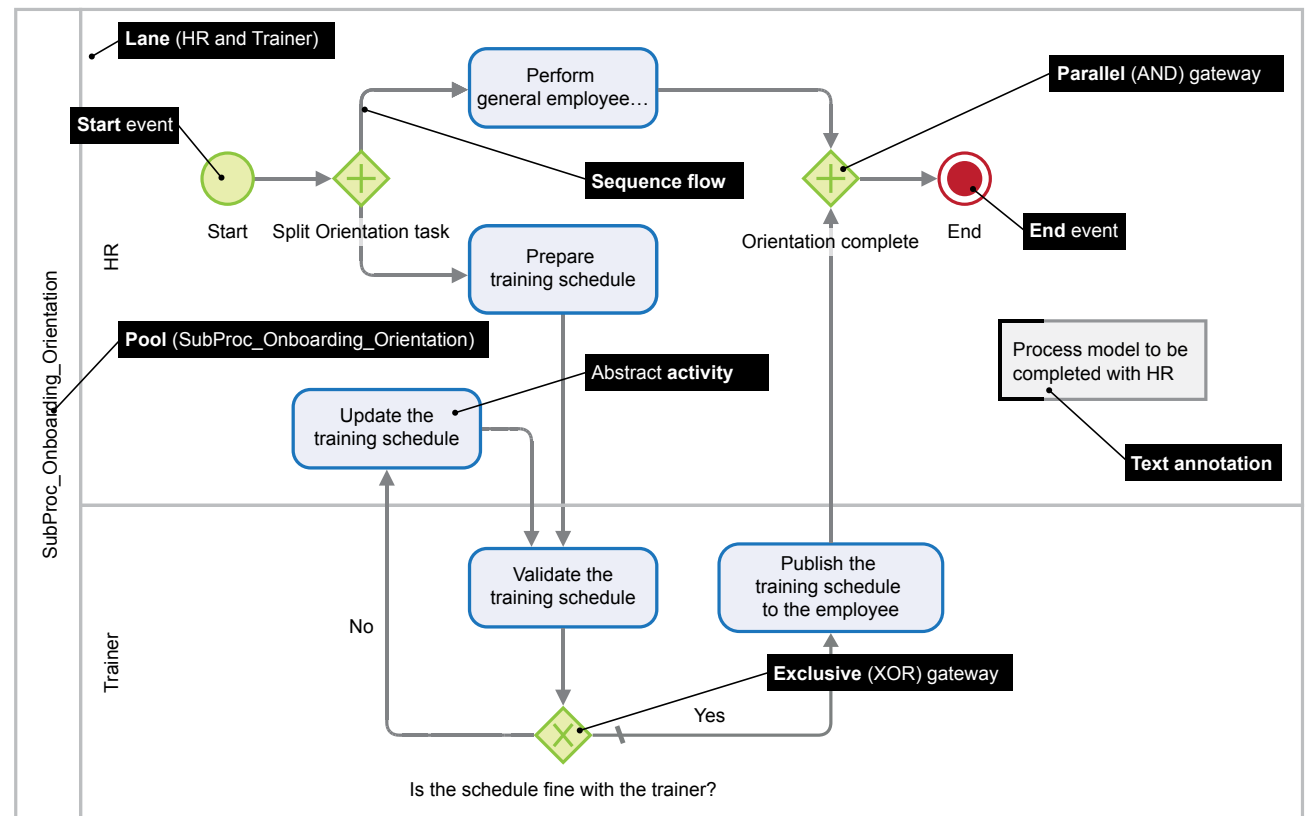 Lane (HR and Trainer)
Perform
general employee…
Parallel (AND) gateway
Start event
Sequence flow
Start
Split Orientation task
Orientation complete
End
End event
HR
Prepare
training schedule
SubProc_Onboarding_Orientation
Pool (SubProc_Onboarding_Orientation)
Process model to be
completed with HR
Abstract activity
Update the
training schedule
Text annotation
Validate the
training schedule
Publish the
training schedule
to the employee
No
Trainer
Exclusive (XOR) gateway
Yes
Is the schedule fine with the trainer?